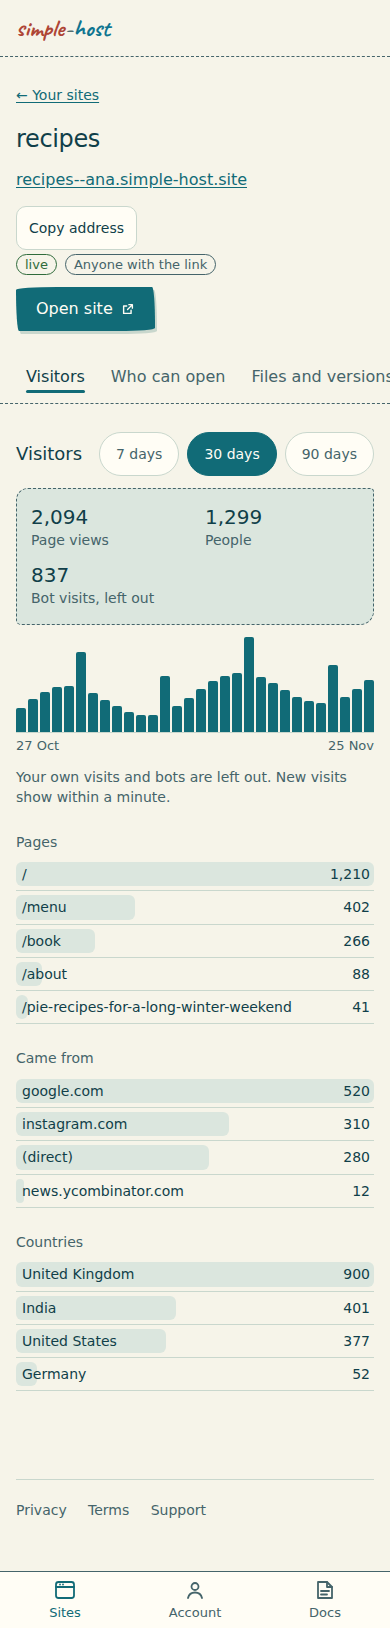 simple-host
← Your sites
recipes
recipes--ana.simple-host.site
Copy address
live Anyone with the link
Open site
Visitors Who can open Files and versions
Visitors 7 days 30 days 90 days
2,094 1,299
Page views People
837
Bot visits, left out
27 Oct 25 Nov
Your own visits and bots are left out. New visits
show within a minute.
Pages
/ 1,210
/menu 402
/book 266
/about 88
/pie-recipes-for-a-long-winter-weekend 41
Came from
google.com 520
instagram.com 310
(direct) 280
news.ycombinator.com 12
Countries
United Kingdom 900
India 401
United States 377
Germany 52
Privacy Terms Support
Sites Account Docs